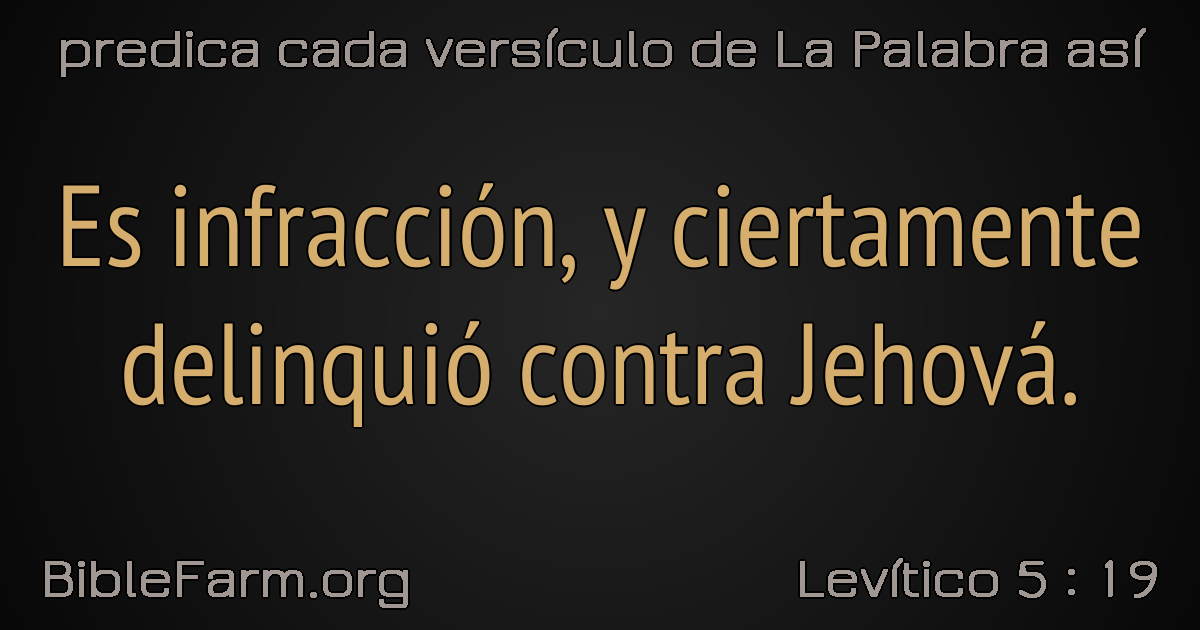 predica cada versículo de La Palabra así
Es infracción, y ciertamente
delinquió contra Jehová.
BibleFarm.org
Levítico 5 : 19